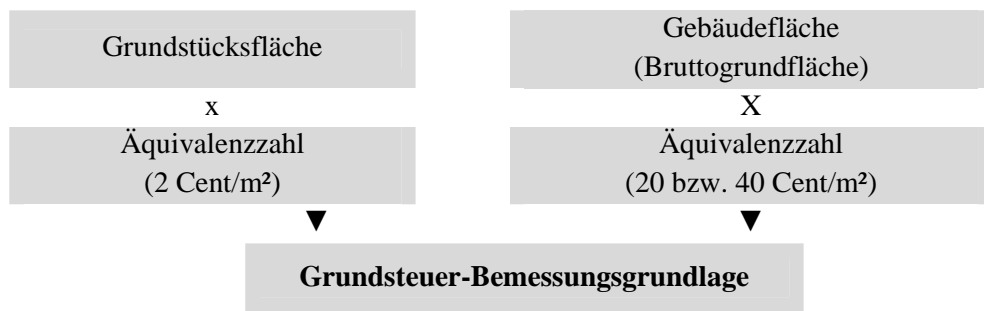 Grundstücksfläche
x
Äquivalenzzahl
(2 Cent/m²)
Gebäudefläche
(Bruttogrundfläche)
X
Äquivalenzzahl
(20 bzw. 40 Cent/m²)
Grundsteuer-Bemessungsgrundlage